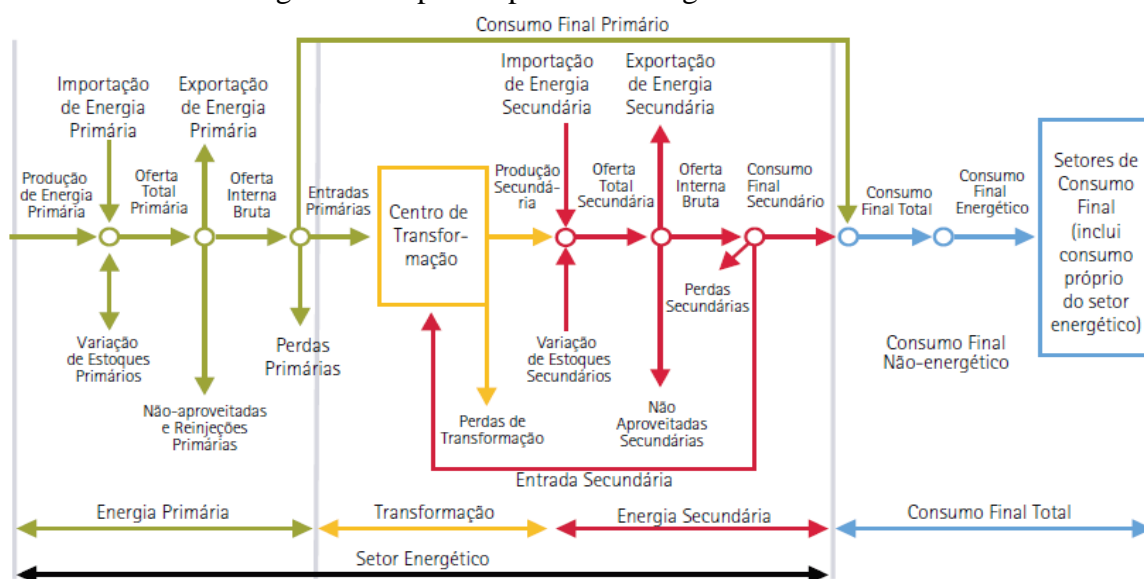 Consumo Final Primário
Importação
de Energia
Primária
Exportação
de Energia
Primária
Importação
de Energia
Secundária
Exportação
de Energia
Secundária
Produção
de Energia
Primária
Oferta
Total
Primária
Oferta
Interna
Bruta
Entradas
Primárias
Centro de
Transfor-
mação
Produção
Secundá-
ria
Oferta
Total
Secundária
Oferta
Interna
Bruta
Consumo
Final
Secundário
Consumo
Final Total
Consumo
Final
Energético
Setores de
Consumo
Final
(inclui
consumo
próprio
do setor
energético)
Variação
de Estoques
Primários
Perdas
Primárias
Não-aproveitadas
e Reinjeções
Primárias
Perdas de
Transformação
Variação
de Estoques
Secundários
Não
Aproveitadas
Secundárias
Perdas
Secundárias
Consumo Final
Não-energético
Entrada Secundária
Energia Primária
Transformação
Energia Secundária
Consumo Final Total
Setor Energético